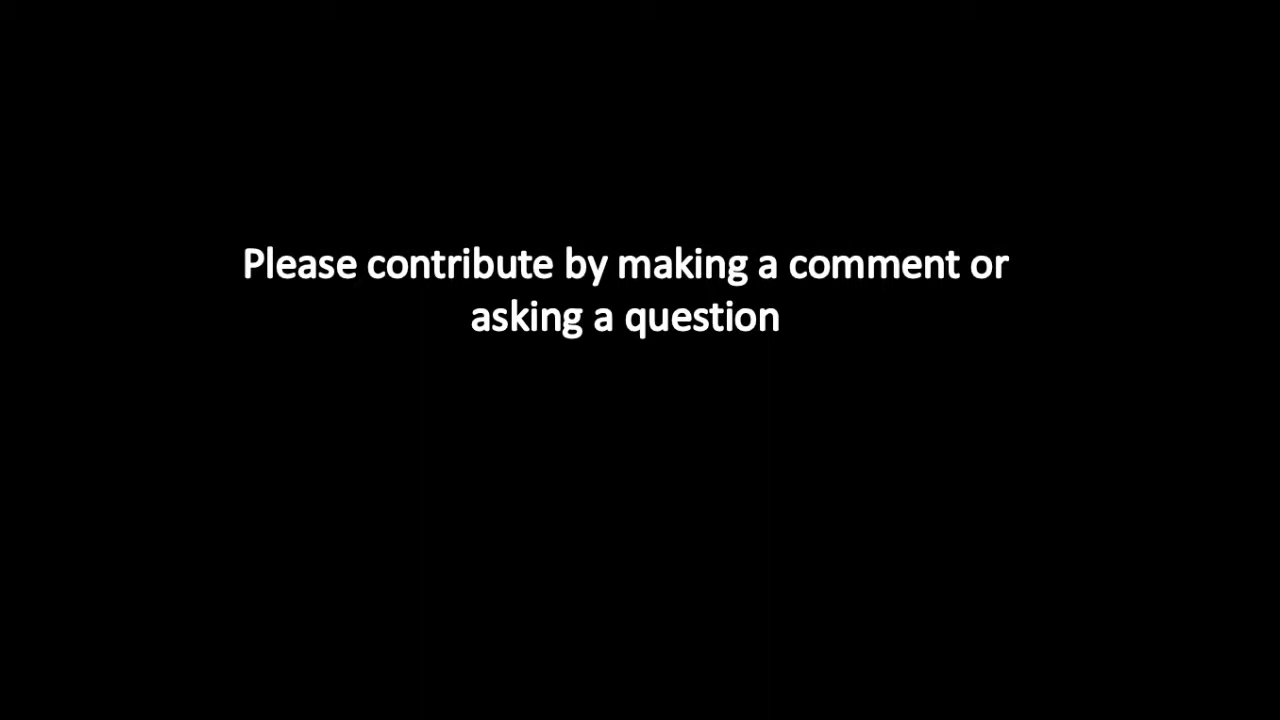 Please contribute by making a comment or
asking a question